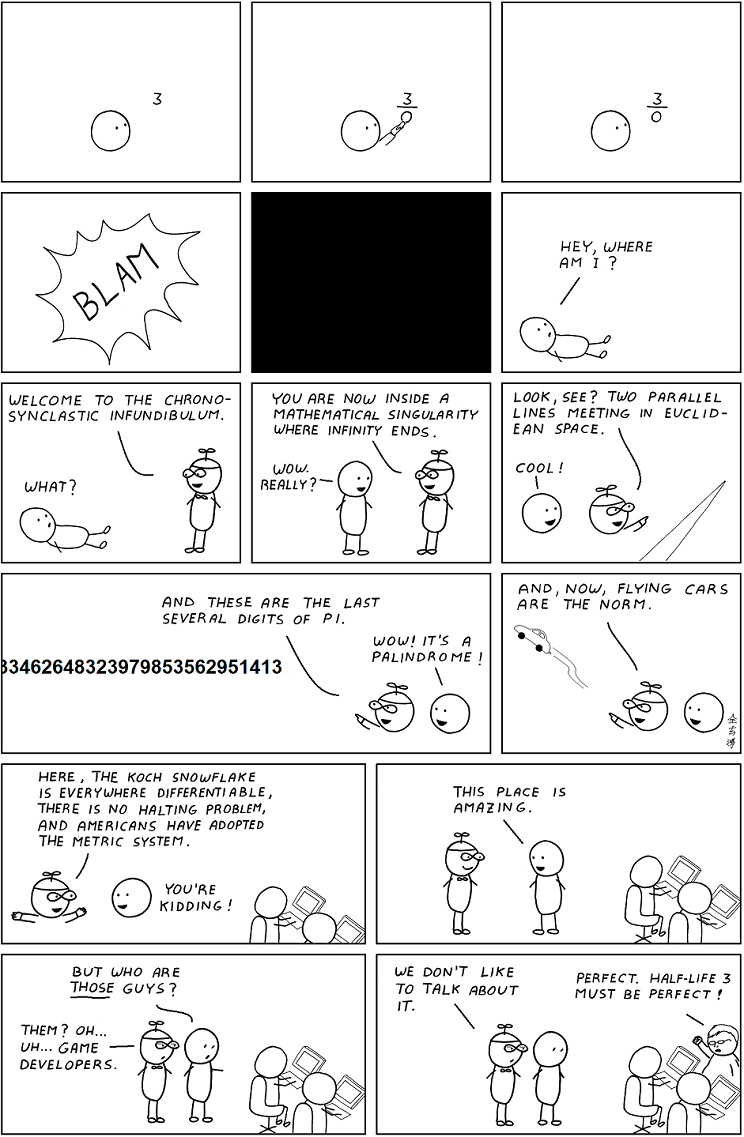 3
3
0
3
0
BLAM
HEY, WHERE
AM I?
WELCOME TO THE CHRONO-
SYNCLASTIC INFUNDIBULUM.
WHAT?
YOU ARE NOW INSIDE A
MATHEMATICAL SINGULARITY
WHERE INFINITY ENDS.
WOW.
REALLY?
LOOK, SEE? TWO PARALLEL
LINES MEETING IN EUCLID-
EAN SPACE.
COOL!
AND THESE ARE THE LAST
SEVERAL DIGITS OF PI.
33462648323979853562951413
WOW! IT'S A
PALINDROME!
AND, NOW, FLYING CARS
ARE THE NORM.
HERE, THE KOCH SNOWFLAKE
IS EVERYWHERE DIFFERENTIABLE,
THERE IS NO HALTING PROBLEM,
AND AMERICANS HAVE ADOPTED
THE METRIC SYSTEM.
YOU'RE
KIDDING!
THIS PLACE IS
AMAZING.
BUT WHO ARE
THOSE GUYS?
THEM? OH...
UH... GAME
DEVELOPERS.
WE DON'T LIKE
TO TALK ABOUT
IT.
PERFECT. HALF-LIFE 3
MUST BE PERFECT!